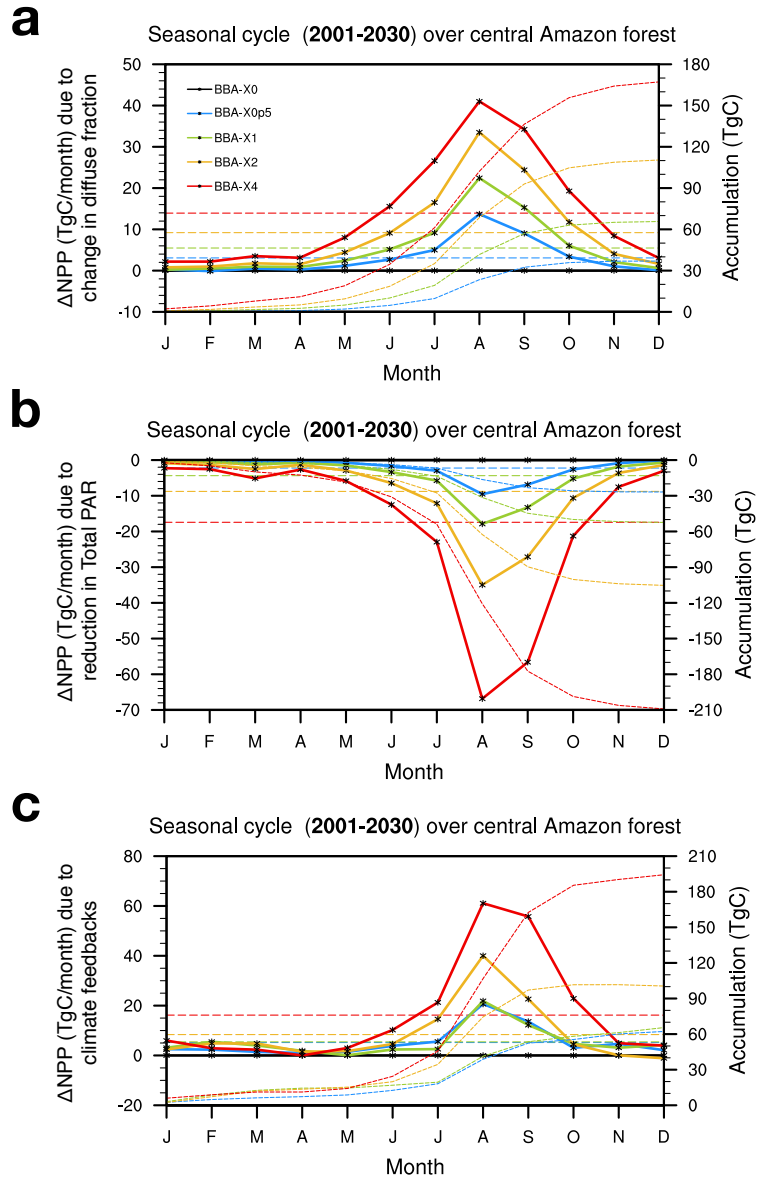 a
Seasonal cycle (2001-2030) over central Amazon forest
ΔNPP (TgC/month) due to
change in diffuse fraction
50
40
30
20
10
0
-10
BBA-X0
BBA-X0p5
BBA-X1
BBA-X2
BBA-X4
180
150
120
90
60
30
0
Accumulation (TgC)
J F M A M J J A S O N D
Month
b
Seasonal cycle (2001-2030) over central Amazon forest
ΔNPP (TgC/month) due to
reduction in Total PAR
0
-10
-20
-30
-40
-50
-60
-70
0
-30
-60
-90
-120
-150
-180
-210
Accumulation (TgC)
J F M A M J J A S O N D
Month
c
Seasonal cycle (2001-2030) over central Amazon forest
ΔNPP (TgC/month) due to
climate feedbacks
80
60
40
20
0
-20
210
180
150
120
90
60
30
0
Accumulation (TgC)
J F M A M J J A S O N D
Month